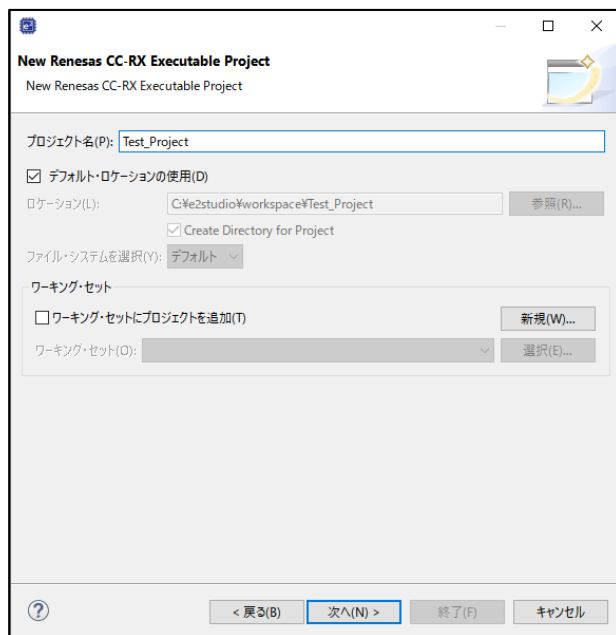 New Renesas CC-RX Executable Project
New Renesas CC-RX Executable Project
プロジェクト名(P): Test_Project
デフォルト・ロケーションの使用(D)
ロケーション(L): C:¥e2studio¥workspace¥Test_Project 参照(R)...
Create Directory for Project
ファイル・システムを選択(Y): デフォルト
ワーキング・セット
ワーキング・セットにプロジェクトを追加(T) 新規(W)...
ワーキング・セット(O): 選択(E)...
? < 戻る(B) 次へ(N) > 終了(F) キャンセル